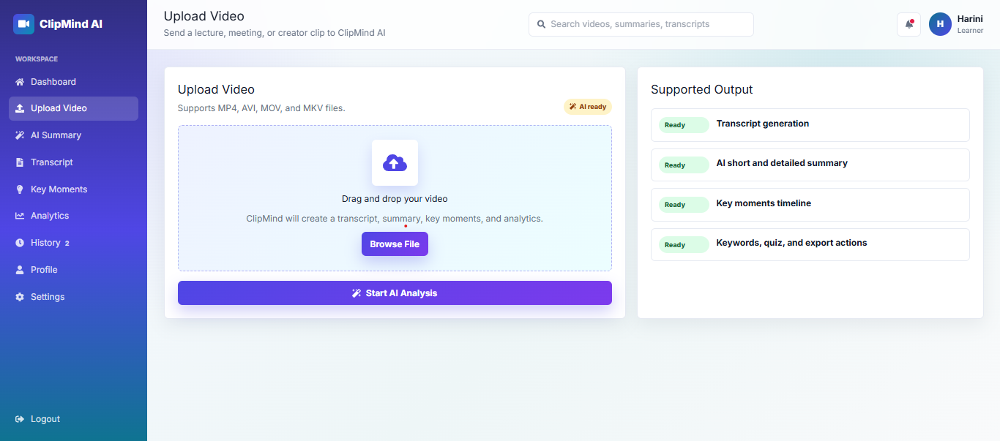 ClipMind AI
WORKSPACE
Dashboard
Upload Video
AI Summary
Transcript
Key Moments
Analytics
History 2
Profile
Settings
Logout
Upload Video
Send a lecture, meeting, or creator clip to ClipMind AI
Search videos, summaries, transcripts
H
Harini
Learner
Upload Video
Supports MP4, AVI, MOV, and MKV files.
AI ready
Drag and drop your video
ClipMind will create a transcript, summary, key moments, and analytics.
Browse File
Start AI Analysis
Supported Output
Ready Transcript generation
Ready AI short and detailed summary
Ready Key moments timeline
Ready Keywords, quiz, and export actions